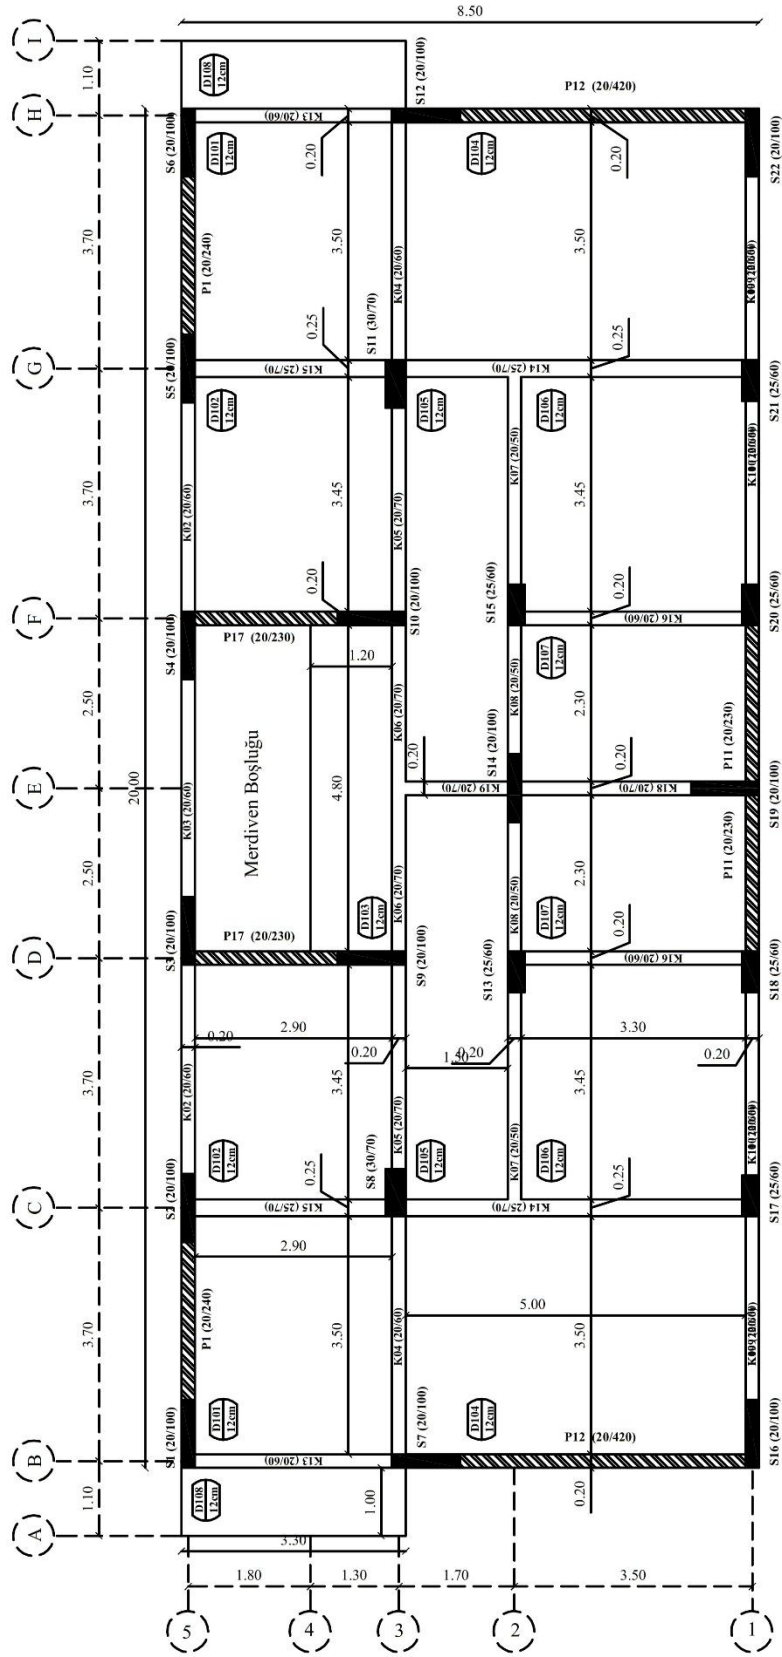 8.50
I
H
G
F
E
D
C
B
A
1.10
3.70
3.70
2.50
2.50
3.70
3.70
1.10
20.00
D108
12cm
S6 (20/100)
K13 (20/60)
S12 (20/100)
P12 (20/420)
S22 (20/100)
D101
12cm
0.20
D104
12cm
0.20
P1 (20/240)
3.50
K04 (20/60)
3.50
0.25
S11 (30/70)
0.25
S5 (20/100)
K15 (25/70)
K14 (25/70)
S21 (25/60)
D102
12cm
D105
12cm
D106
12cm
K02 (20/60)
3.45
K05 (20/70)
K07 (20/50)
3.45
0.20
S10 (20/100)
S15 (25/60)
0.20
S4 (20/100)
P17 (20/230)
K16 (20/60)
S20 (25/60)
1.20
D107
12cm
Merdiven Boşluğu
K03 (20/60)
4.80
K06 (20/70)
0.20
S14 (20/100)
K08 (20/50)
2.30
0.20
P11 (20/230)
K19 (20/70)
K18 (20/70)
S19 (20/100)
P11 (20/230)
D103
12cm
K06 (20/70)
K08 (20/50)
D107
12cm
2.30
0.20
S3 (20/100)
P17 (20/230)
S9 (20/100)
S13 (25/60)
K16 (20/60)
S18 (25/60)
0.20
2.90
0.20
1.50
0.20
3.30
0.20
K02 (20/60)
3.45
K05 (20/70)
K07 (20/50)
3.45
D102
12cm
D105
12cm
D106
12cm
S2 (20/100)
0.25
S8 (30/70)
0.25
K15 (25/70)
K14 (25/70)
S17 (25/60)
2.90
P1 (20/240)
3.50
K04 (20/60)
5.00
3.50
D101
12cm
D104
12cm
S1 (20/100)
K13 (20/60)
S7 (20/100)
P12 (20/420)
S16 (20/100)
D108
12cm
1.00
0.20
3.30
1.80
1.30
1.70
3.50
5
4
3
2
1